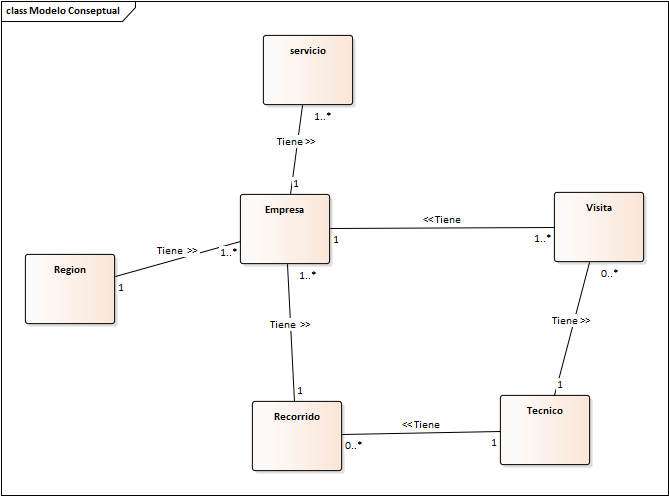 class Modelo Conseptual
servicio
1..*
Tiene >>
1
Empresa
1
<<Tiene
1..*
Visita
1..*
Tiene >>
1
Region
1..*
0..*
Tiene >>
Tiene >>
1
1
Recorrido
0..*
<<Tiene
1
Tecnico